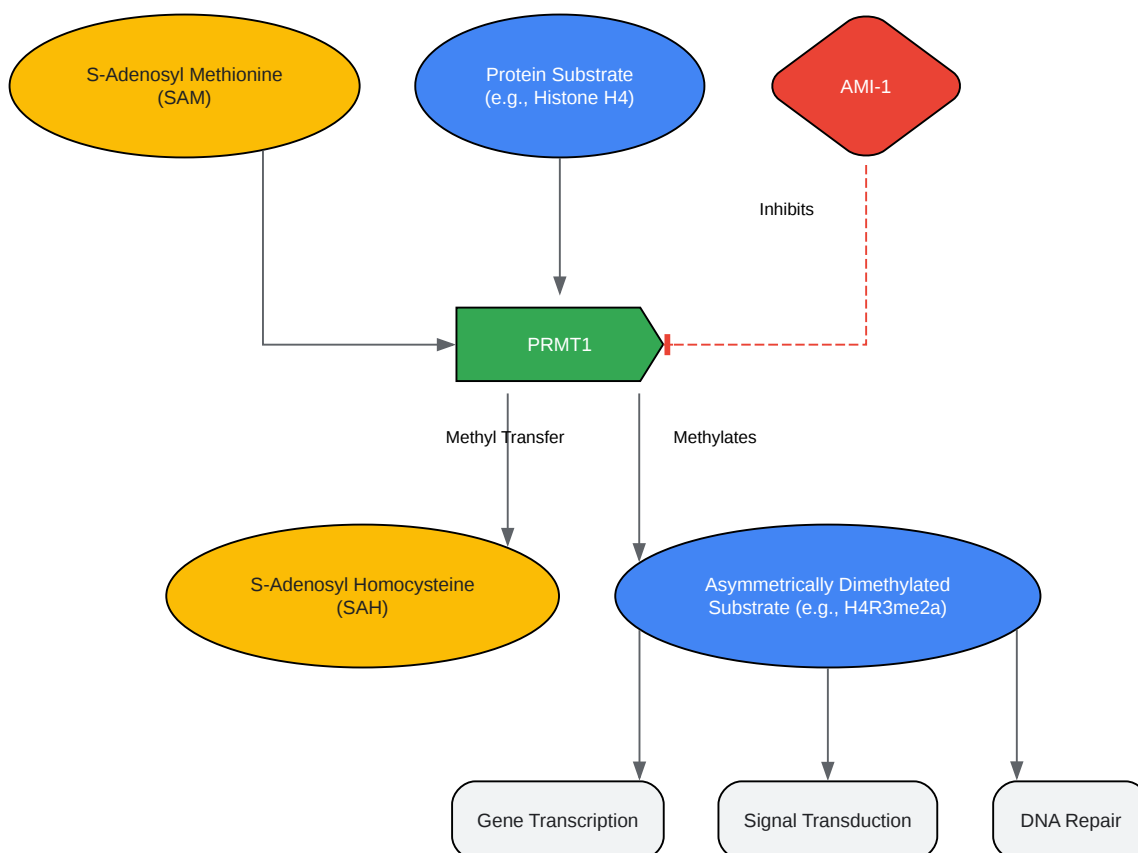 S-Adenosyl Methionine
(SAM)
Protein Substrate
(e.g., Histone H4)
AMI-1
Inhibits
PRMT1
Methyl Transfer
Methylates
S-Adenosyl Homocysteine
(SAH)
Asymmetrically Dimethylated
Substrate (e.g., H4R3me2a)
Gene Transcription
Signal Transduction
DNA Repair